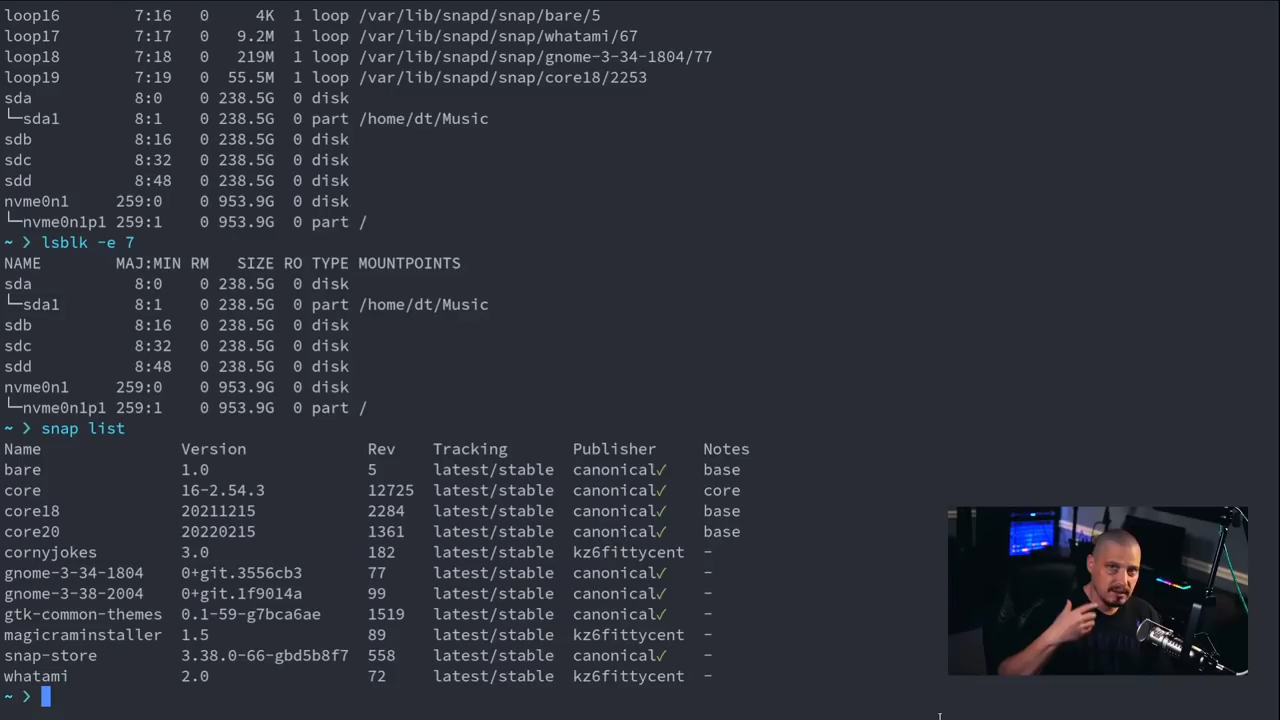 loop16 7:16 0 4K 1 loop /var/lib/snapd/snap/bare/5
loop17 7:17 0 9.2M 1 loop /var/lib/snapd/snap/whatami/67
loop18 7:18 0 219M 1 loop /var/lib/snapd/snap/gnome-3-34-1804/77
loop19 7:19 0 55.5M 1 loop /var/lib/snapd/snap/core18/2253
sda 8:0 0 238.5G 0 disk
└─sda1 8:1 0 238.5G 0 part /home/dt/Music
sdb 8:16 0 238.5G 0 disk
sdc 8:32 0 238.5G 0 disk
sdd 8:48 0 238.5G 0 disk
nvme0n1 259:0 0 953.9G 0 disk
└─nvme0n1p1 259:1 0 953.9G 0 part /
~ > lsblk -e 7
NAME MAJ:MIN RM SIZE RO TYPE MOUNTPOINTS
sda 8:0 0 238.5G 0 disk
└─sda1 8:1 0 238.5G 0 part /home/dt/Music
sdb 8:16 0 238.5G 0 disk
sdc 8:32 0 238.5G 0 disk
sdd 8:48 0 238.5G 0 disk
nvme0n1 259:0 0 953.9G 0 disk
└─nvme0n1p1 259:1 0 953.9G 0 part /
~ > snap list
Name Version Rev Tracking Publisher Notes
bare 1.0 5 latest/stable canonical✓ base
core 16-2.54.3 12725 latest/stable canonical✓ core
core18 20211215 2284 latest/stable canonical✓ base
core20 20220215 1361 latest/stable canonical✓ base
cornyjokes 3.0 182 latest/stable kz6fittycent -
gnome-3-34-1804 0+git.3556cb3 77 latest/stable canonical✓ -
gnome-3-38-2004 0+git.1f9014a 99 latest/stable canonical✓ -
gtk-common-themes 0.1-59-g7bca6ae 1519 latest/stable canonical✓ -
magicraminstaller 1.5 89 latest/stable kz6fittycent -
snap-store 3.38.0-66-gbd5b8f7 558 latest/stable canonical✓ -
whatami 2.0 72 latest/stable kz6fittycent -
~ >